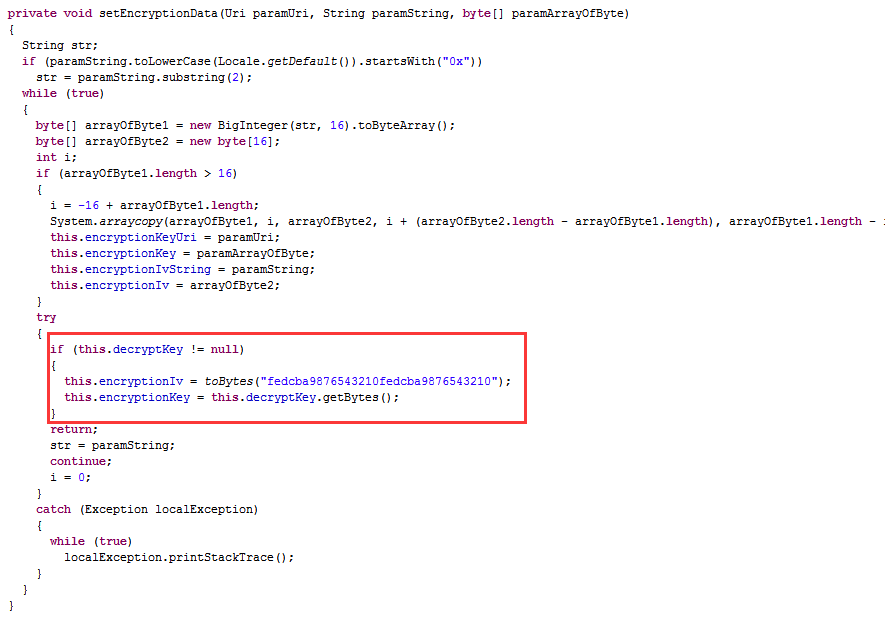 private void setEncryptionData(Uri paramUri, String paramString, byte[] paramArrayOfByte)
{
  String str;
  if (paramString.toLowerCase(Locale.getDefault()).startsWith("0x"))
    str = paramString.substring(2);
  while (true)
  {
    byte[] arrayOfByte1 = new BigInteger(str, 16).toByteArray();
    byte[] arrayOfByte2 = new byte[16];
    int i;
    if (arrayOfByte1.length > 16)
    {
      i = -16 + arrayOfByte1.length;
      System.arraycopy(arrayOfByte1, i, arrayOfByte2, i + (arrayOfByte2.length - arrayOfByte1.length), arrayOfByte1.length -
      this.encryptionKeyUri = paramUri;
      this.encryptionKey = paramArrayOfByte;
      this.encryptionIvString = paramString;
      this.encryptionIv = arrayOfByte2;
    }
    try
    {
      if (this.decryptKey != null)
      {
        this.encryptionIv = toBytes("fedcba9876543210fedcba9876543210");
        this.encryptionKey = this.decryptKey.getBytes();
      }
      return;
      str = paramString;
      continue;
      i = 0;
    }
    catch (Exception localException)
    {
      while (true)
        localException.printStackTrace();
    }
  }
}